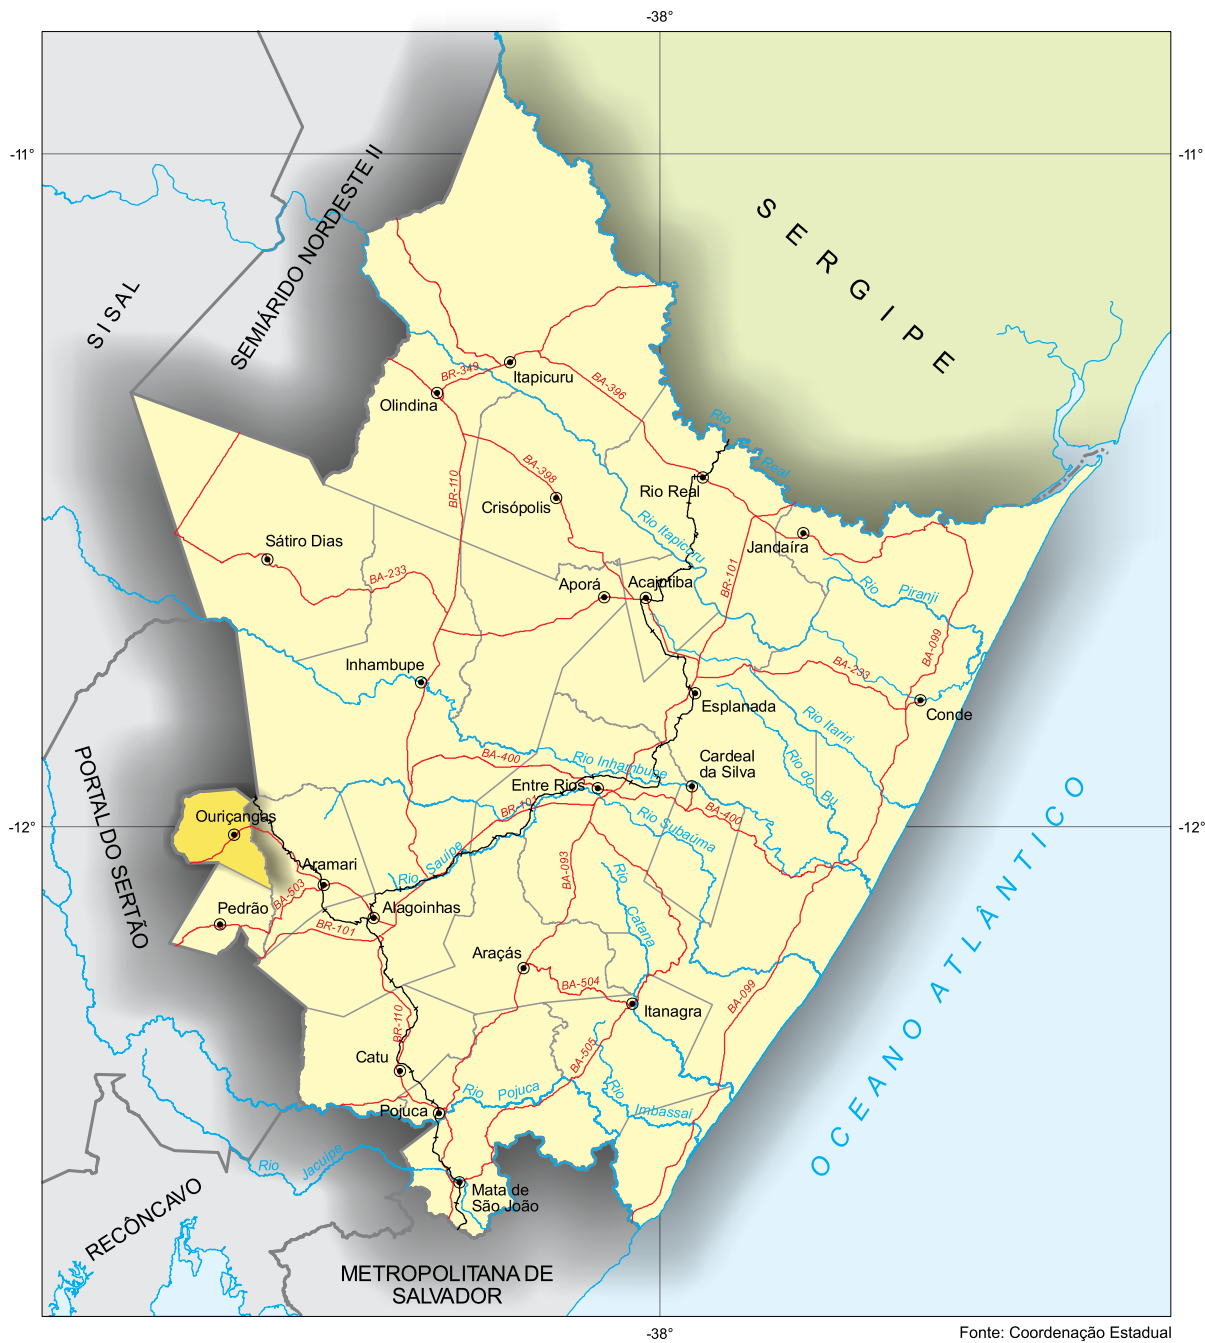 -38°
-11°
-11°
SERGIPE
SEMIÁRIDO NORDESTE II
SISAL
BR-349
Itapicuru
BA-396
Olindina
Rio
Real
BA-398
BR-110
Rio Real
Crisópolis
Rio Itapicuru
Jandaíra
Sátiro Dias
BA-233
Aporá
Acajutiba
BR-101
Rio
Piranji
BA-099
Inhambupe
BA-233
Esplanada
Conde
Rio Itariri
BA-400
Rio Inhambupe
Cardeal
da Silva
Rio do Bu
PORTAL DO SERTÃO
Entre Rios
BR-101
BA-400
Ouriçangas
Rio Subaúma
-12°
-12°
Aramari
Rio
Sauípe
BA-093
Rio
Catana
BA-503
Pedrão
Alagoinhas
BR-101
Araçás
BA-504
BA-099
Itanagra
OCEANO ATLÂNTICO
BR-110
Catu
BA-505
Rio
Pojuca
Rio
Imbassaí
Pojuca
Rio
Jacuípe
Mata de
São João
RECÔNCAVO
METROPOLITANA DE
SALVADOR
-38°
Fonte: Coordenação Estadual